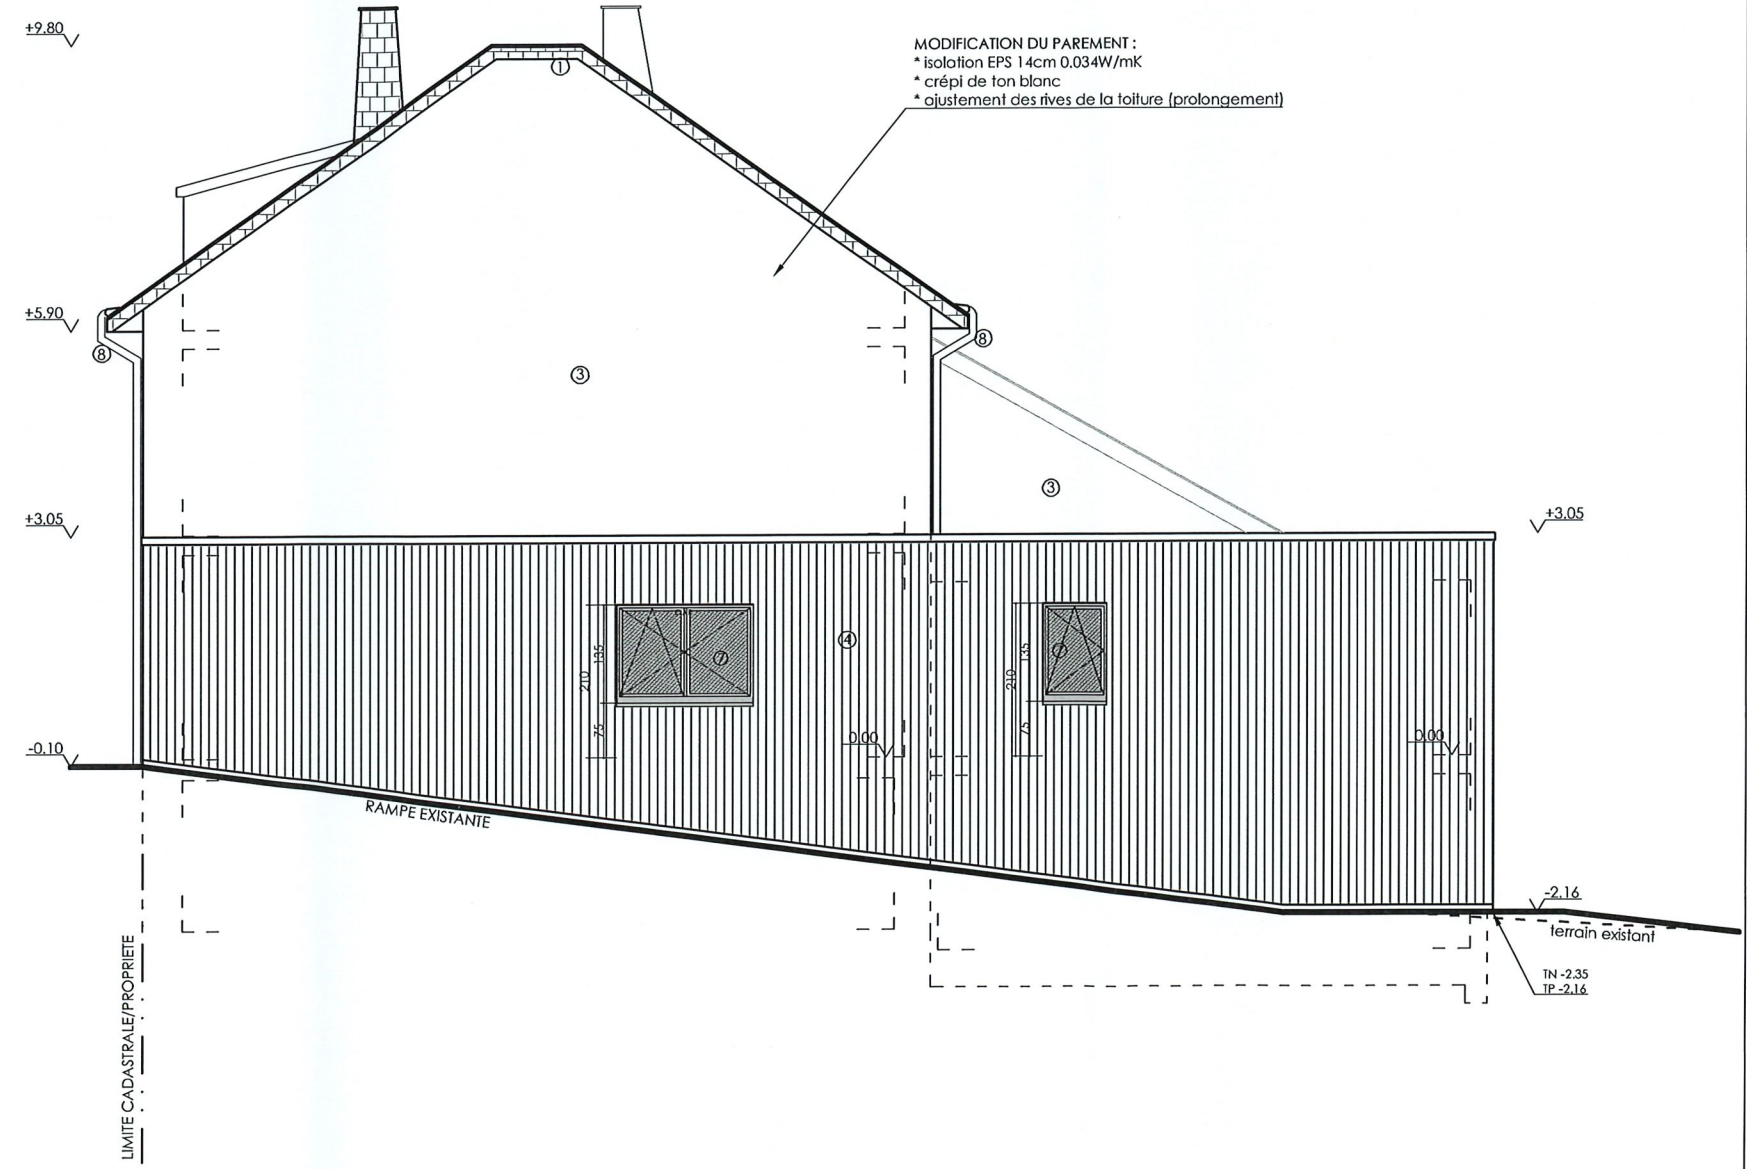 +9.80
MODIFICATION DU PAREMENT :
* isolation EPS 14cm 0.034W/mK
* crépi de ton blanc
* ajustement des rives de la toiture (prolongement)
1
+5.90
8
8
3
3
+3.05
+3.05
4
7
7
135
210
75
135
210
75
0.00
0.00
-0.10
RAMPE EXISTANTE
-2.16
terrain existant
TN -2.35
TP -2.16
LIMITE CADASTRALE/PROPRIETE